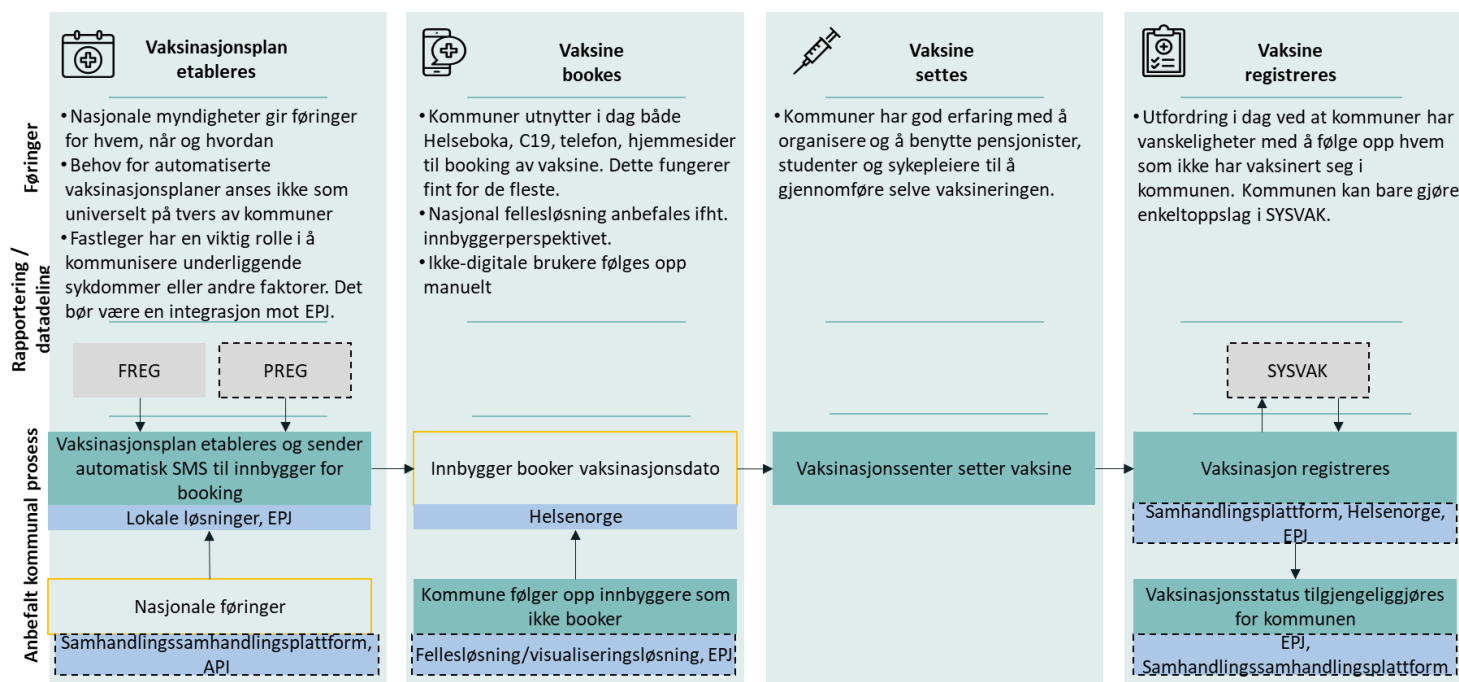 Vaksinasjonsplan
etableres
• Nasjonale myndigheter gir føringer
for hvem, når og hvordan
• Behov for automatiserte
vaksinasjonsplaner anses ikke som
universelt på tvers av kommuner
• Fastleger har en viktig rolle i å
kommunisere underliggende
sykdommer eller andre faktorer. Det
bør være en integrasjon mot EPJ.
Vaksine
bookes
• Kommuner utnytter i dag både
Helseboka, C19, telefon, hjemmesider
til booking av vaksine. Dette fungerer
fint for de fleste.
• Nasjonal fellesløsning anbefales ifht.
innbyggerperspektivet.
• Ikke-digitale brukere følges opp
manuelt
Vaksine
settes
• Kommuner har god erfaring med å
organisere og å benytte pensjonister,
studenter og sykepleiere til å
gjennomføre selve vaksineringen.
Vaksine
registreres
• Utfordring i dag ved at kommuner har
vanskeligheter med å følge opp hvem
som ikke har vaksinert seg i
kommunen. Kommunen kan bare gjøre
enkeltoppslag i SYSVAK.
Føringer
Rapportering /
datadeling
FREG
PREG
SYSVAK
Anbefalt kommunal prosess
Vaksinasjonsplan etableres og sender
automatisk SMS til innbygger for
booking
Lokale løsninger, EPJ
Innbygger booker vaksinasjonsdato
Helsenorge
Vaksinasjonssenter setter vaksine
Vaksinasjon registreres
Samhandlingsplattform, Helsenorge,
EPJ
Nasjonale føringer
Samhandlingssamhandlingsplattform,
API
Kommune følger opp innbyggere som
ikke booker
Fellesløsning/visualiseringsløsning, EPJ
Vaksinasjonsstatus tilgjengeliggjøres
for kommunen
EPJ,
Samhandlingssamhandlingsplattform